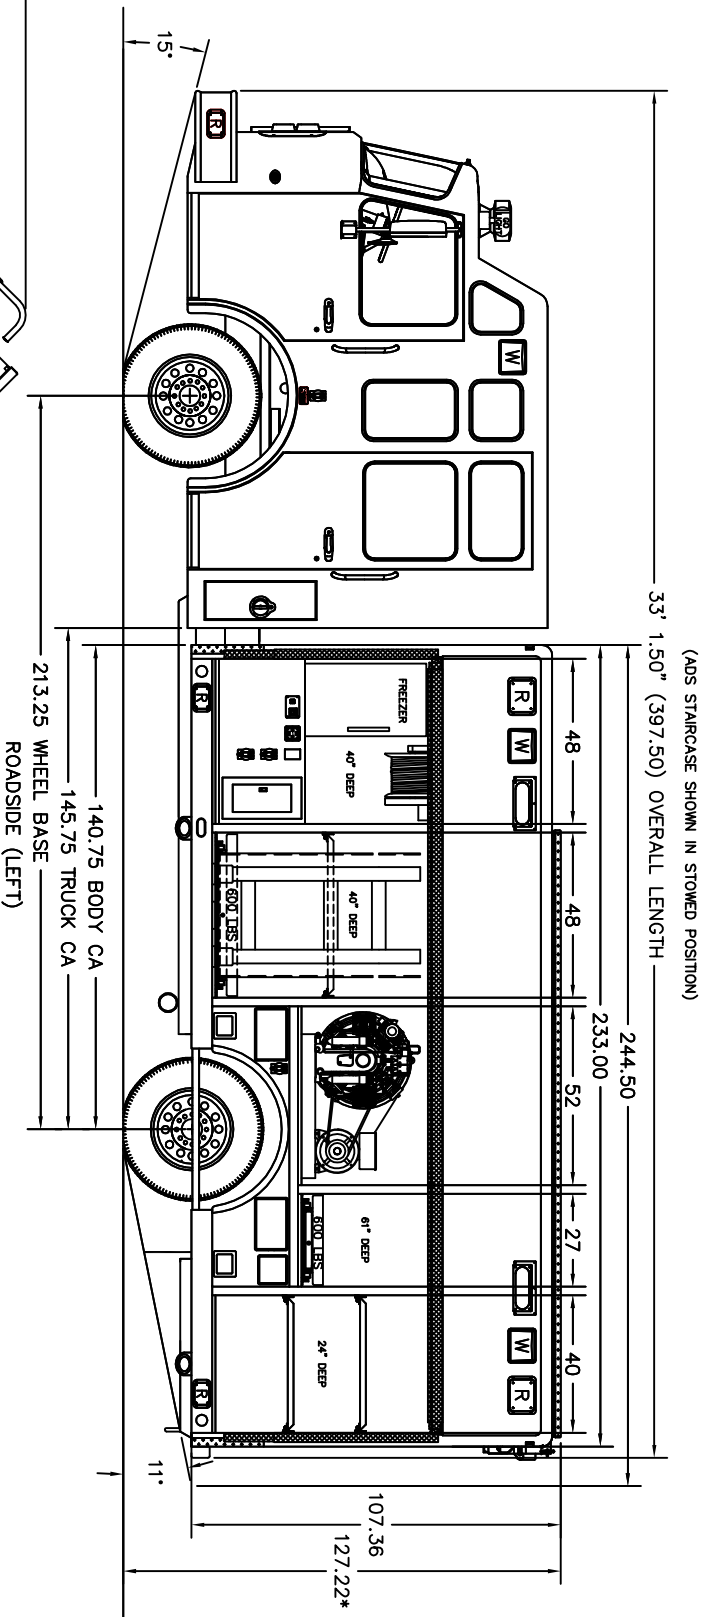 (ADS STAIRCASE SHOWN IN STOWED POSITION)
33' 1.50" (397.50) OVERALL LENGTH
244.50
233.00
48
48
52
27
40
GO
LIGHT
R
W
W
R
W
R
FREEZER
40" DEEP
40" DEEP
600 LBS
61" DEEP
600 LBS
24" DEEP
R
R
15°
11°
107.36
127.22*
140.75 BODY CA
145.75 TRUCK CA
213.25 WHEEL BASE
ROADSIDE (LEFT)